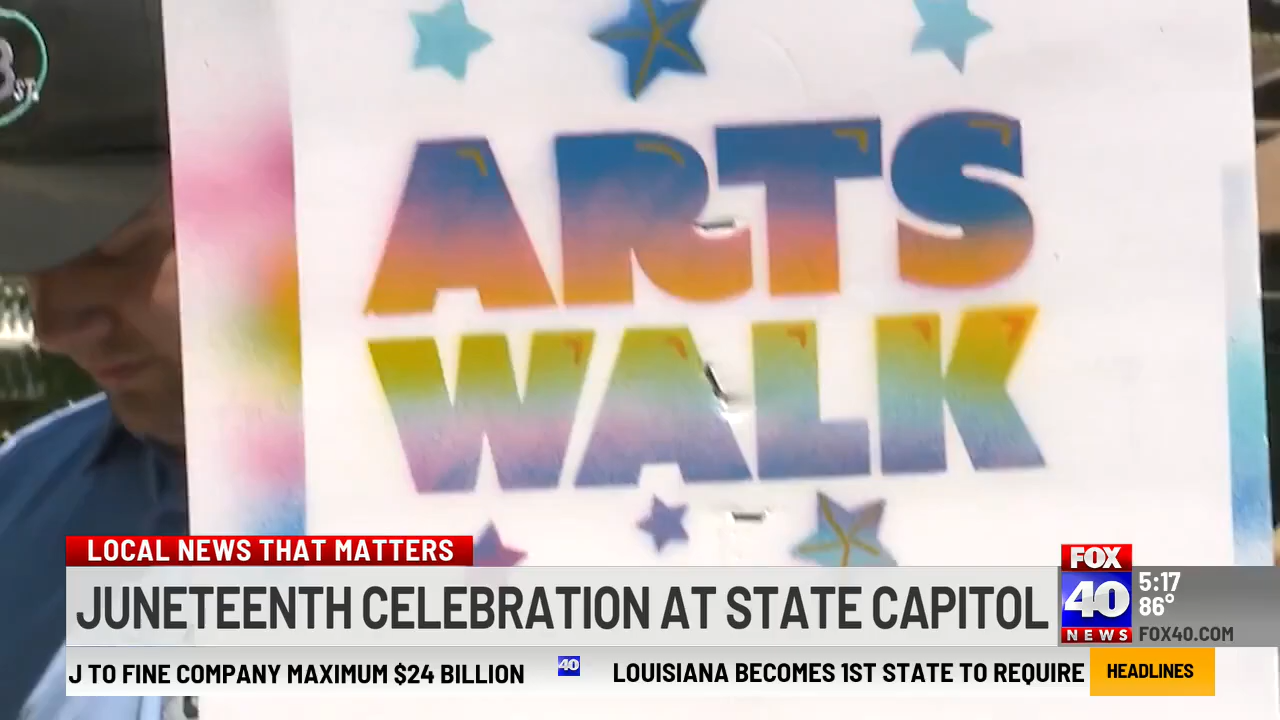 ST.
ARTS
WALK
LOCAL NEWS THAT MATTERS
JUNETEENTH CELEBRATION AT STATE CAPITOL
FOX
40
NEWS
5:17
86°
FOX40.COM
J TO FINE COMPANY MAXIMUM $24 BILLION
40
LOUISIANA BECOMES 1ST STATE TO REQUIRE
HEADLINES